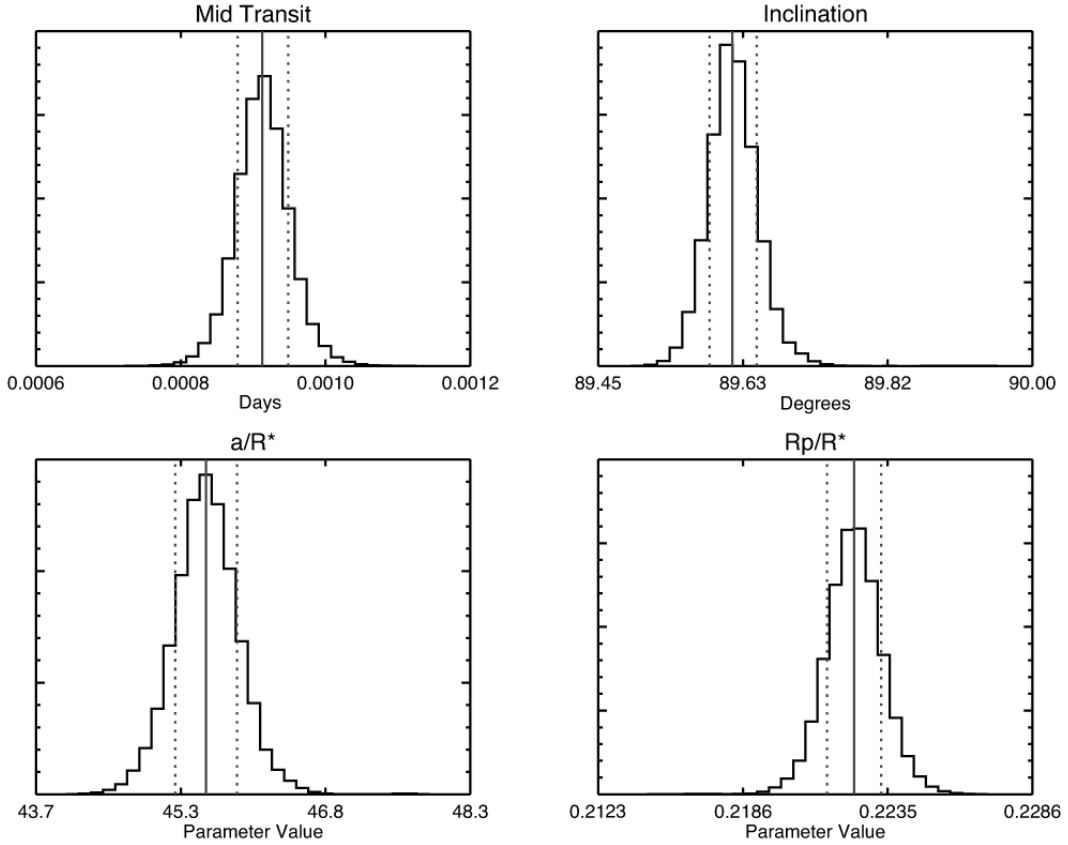 Mid Transit
0.0006 0.0008 0.0010 0.0012
Days
Inclination
89.45 89.63 89.82 90.00
Degrees
a/R*
43.7 45.3 46.8 48.3
Parameter Value
Rp/R*
0.2123 0.2186 0.2235 0.2286
Parameter Value